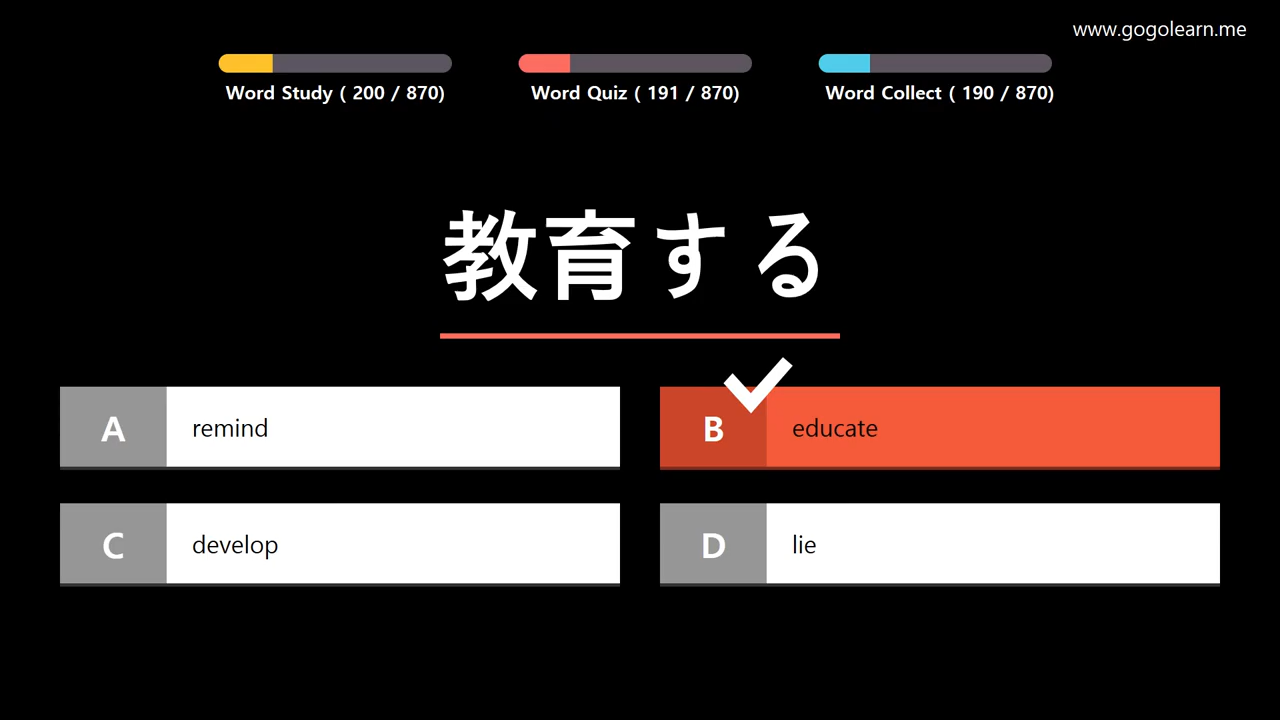 www.gogolearn.me
Word Study ( 200 / 870)
Word Quiz ( 191 / 870)
Word Collect ( 190 / 870)
教育する
A remind
B educate
C develop
D lie